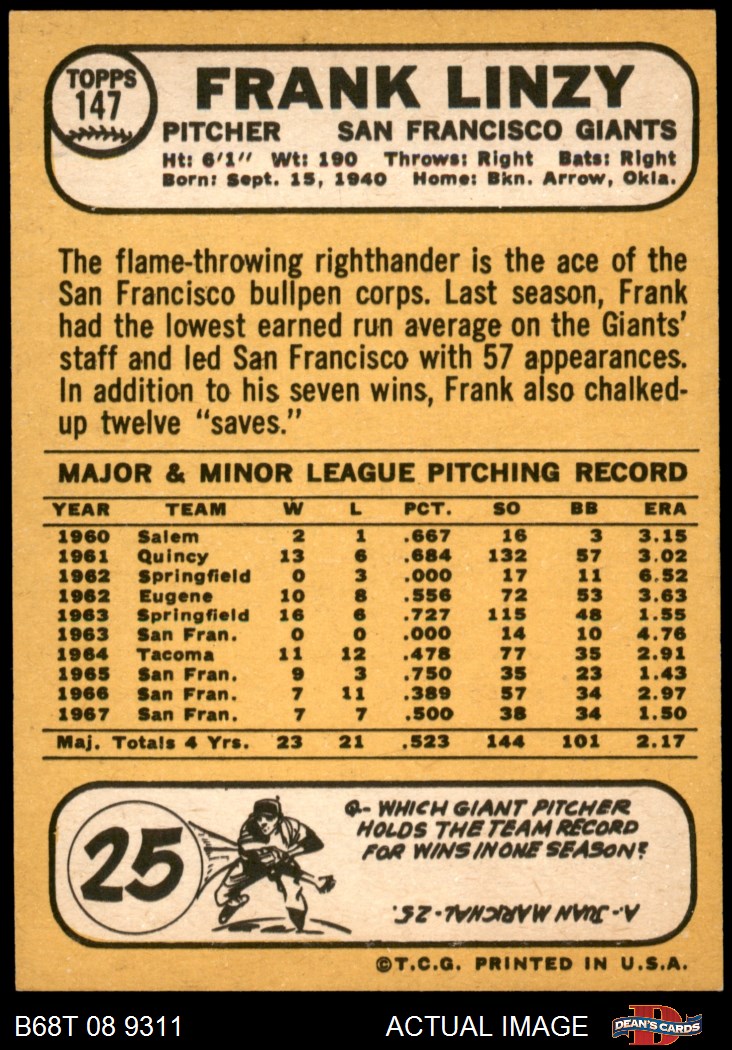 TOPPS
147
FRANK LINZY
PITCHER SAN FRANCISCO GIANTS
Ht: 6'1" Wt: 190 Throws: Right Bats: Right
Born: Sept. 15, 1940 Home: Bkn. Arrow, Okla.
The flame-throwing righthander is the ace of the
San Francisco bullpen corps. Last season, Frank
had the lowest earned run average on the Giants'
staff and led San Francisco with 57 appearances.
In addition to his seven wins, Frank also chalked-
up twelve "saves."
MAJOR & MINOR LEAGUE PITCHING RECORD
YEAR TEAM W L PCT. SO BB ERA
1960 Salem 2 1 .667 16 3 3.15
1961 Quincy 13 6 .684 132 57 3.02
1962 Springfield 0 3 .000 17 11 6.52
1962 Eugene 10 8 .556 72 53 3.63
1963 Springfield 16 6 .727 115 48 1.55
1963 San Fran. 0 0 .000 14 10 4.76
1964 Tacoma 11 12 .478 77 35 2.91
1965 San Fran. 9 3 .750 35 23 1.43
1966 San Fran. 7 11 .389 57 34 2.97
1967 San Fran. 7 7 .500 38 34 1.50
Maj. Totals 4 Yrs. 23 21 .523 144 101 2.17
25
Q- WHICH GIANT PITCHER
HOLDS THE TEAM RECORD
FOR WINS IN ONE SEASON?
A- JUAN MARICHAL - 25.
©T.C.G. PRINTED IN U.S.A.
B68T 08 9311 ACTUAL IMAGE
D
DEAN'S CARDS